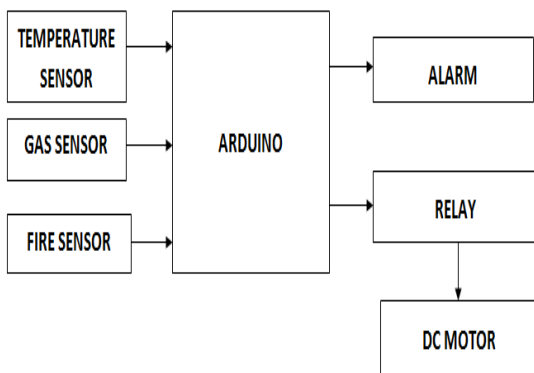 TEMPERATURE
SENSOR
GAS SENSOR
FIRE SENSOR
ARDUINO
ALARM
RELAY
DC MOTOR